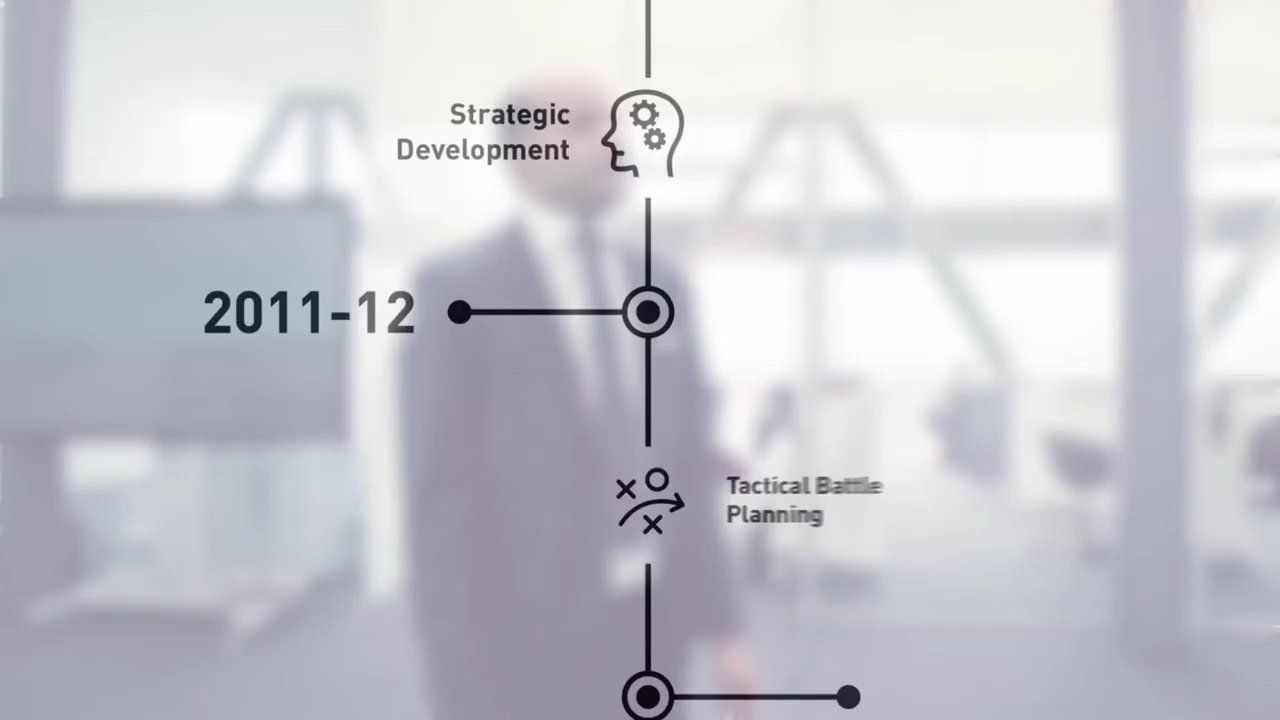 Strategic
Development
2011-12
Tactical Battle
Planning